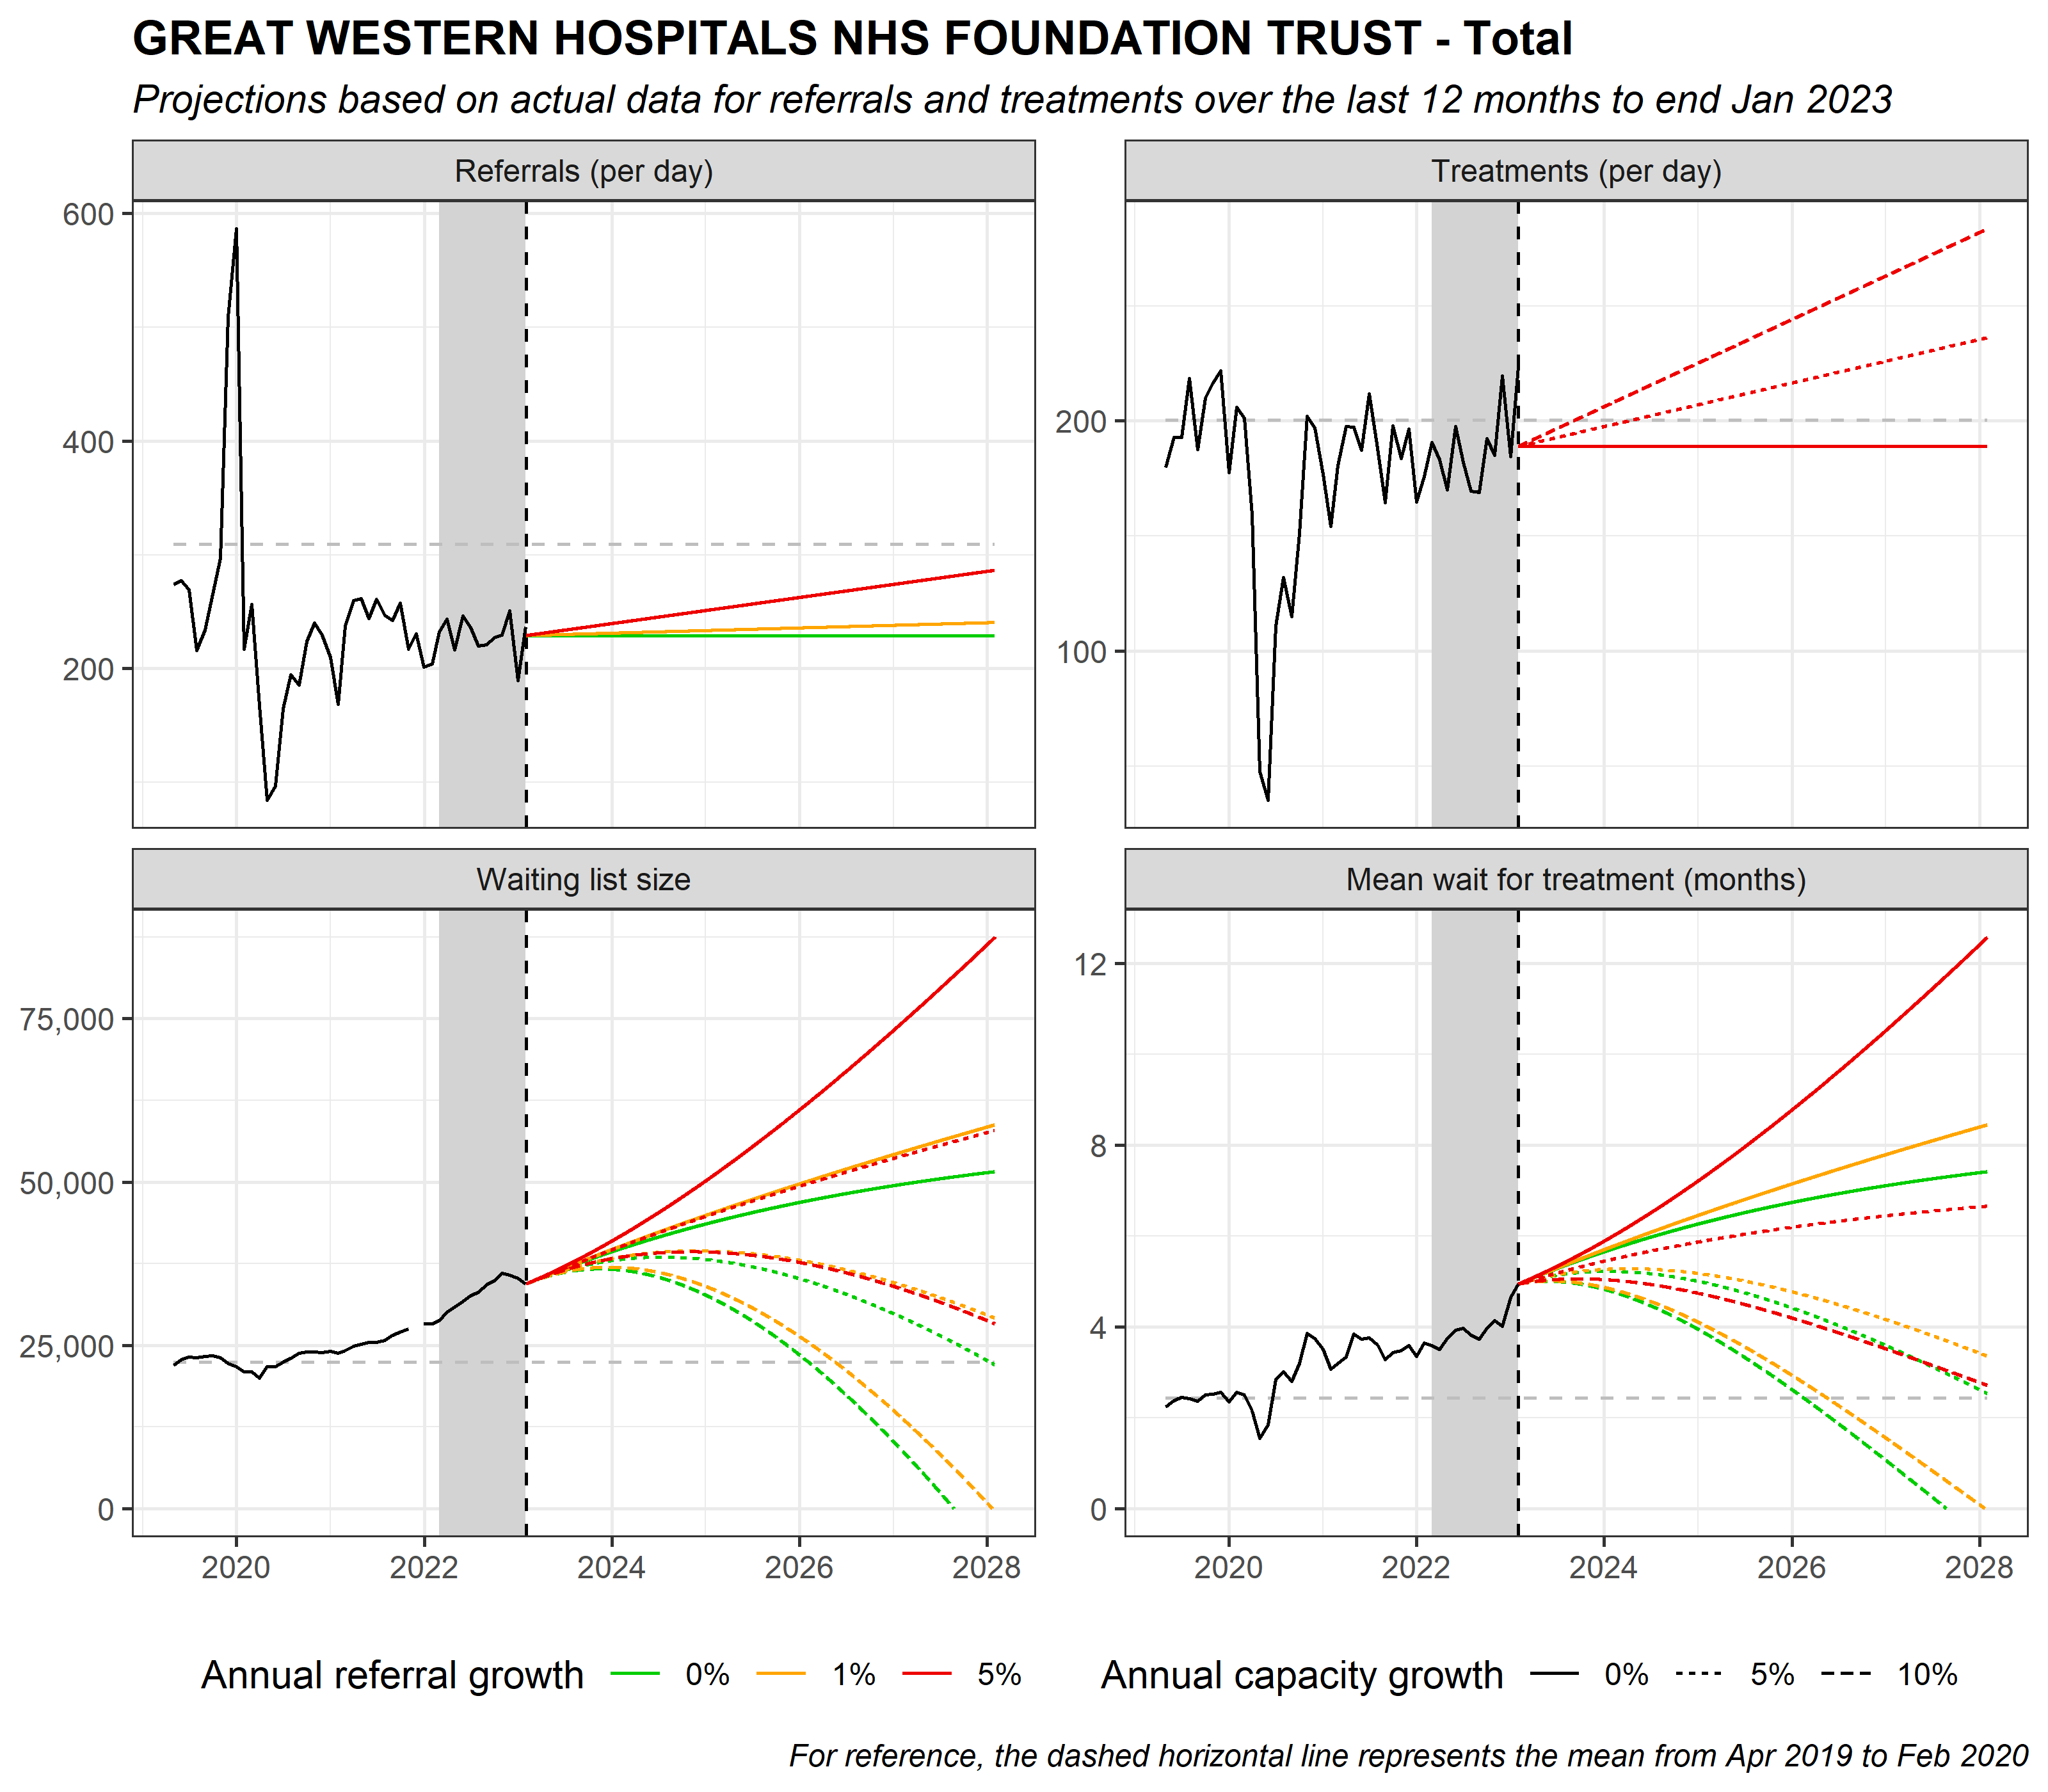 GREAT WESTERN HOSPITALS NHS FOUNDATION TRUST - Total
Projections based on actual data for referrals and treatments over the last 12 months to end Jan 2023
Referrals (per day)
600
400
200
Treatments (per day)
200
100
Waiting list size
75,000
50,000
25,000
0
2020 2022 2024 2026 2028
Mean wait for treatment (months)
12
8
4
0
2020 2022 2024 2026 2028
Annual referral growth 0% 1% 5%
Annual capacity growth 0% 5% 10%
For reference, the dashed horizontal line represents the mean from Apr 2019 to Feb 2020